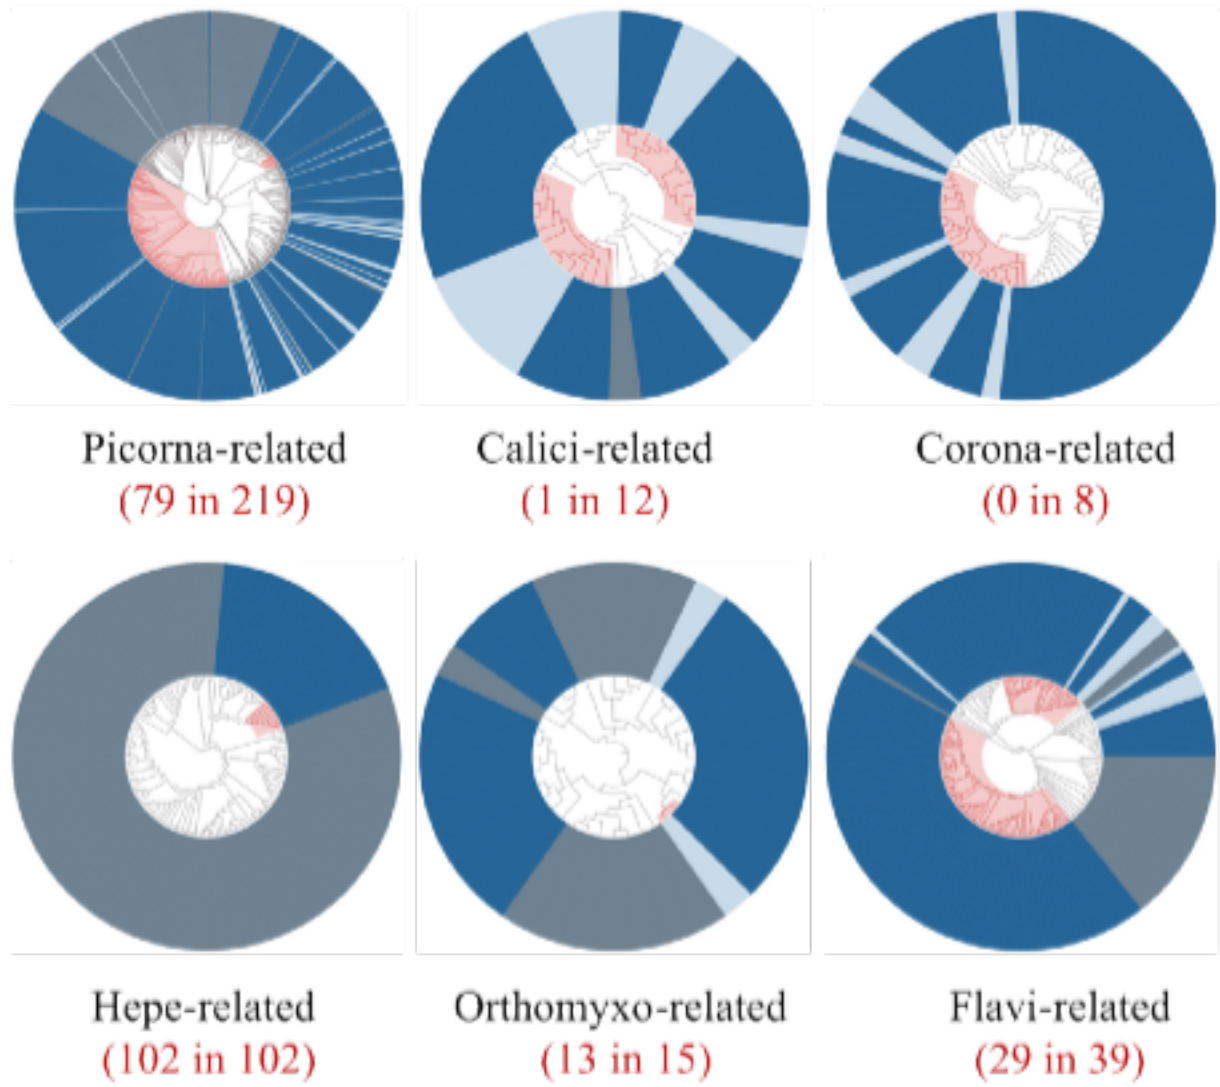 Picorna-related
(79 in 219)
Calici-related
(1 in 12)
Corona-related
(0 in 8)
Hepe-related
(102 in 102)
Orthomyxo-related
(13 in 15)
Flavi-related
(29 in 39)